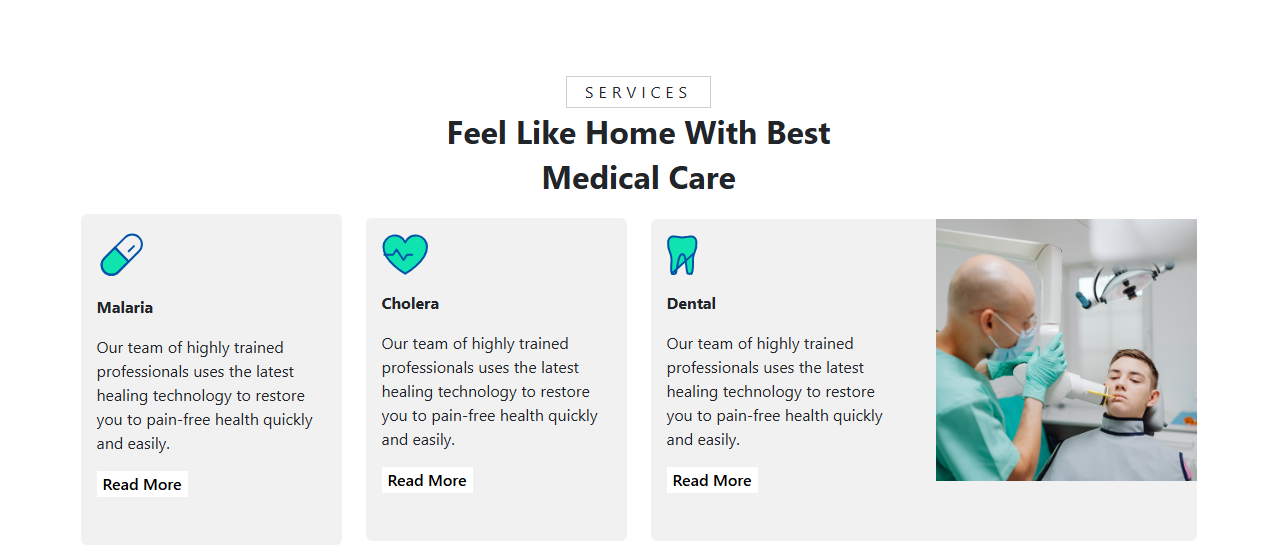 SERVICES
Feel Like Home With Best
Medical Care
Malaria
Our team of highly trained
professionals uses the latest
healing technology to restore
you to pain-free health quickly
and easily.
Read More
Cholera
Our team of highly trained
professionals uses the latest
healing technology to restore
you to pain-free health quickly
and easily.
Read More
Dental
Our team of highly trained
professionals uses the latest
healing technology to restore
you to pain-free health quickly
and easily.
Read More